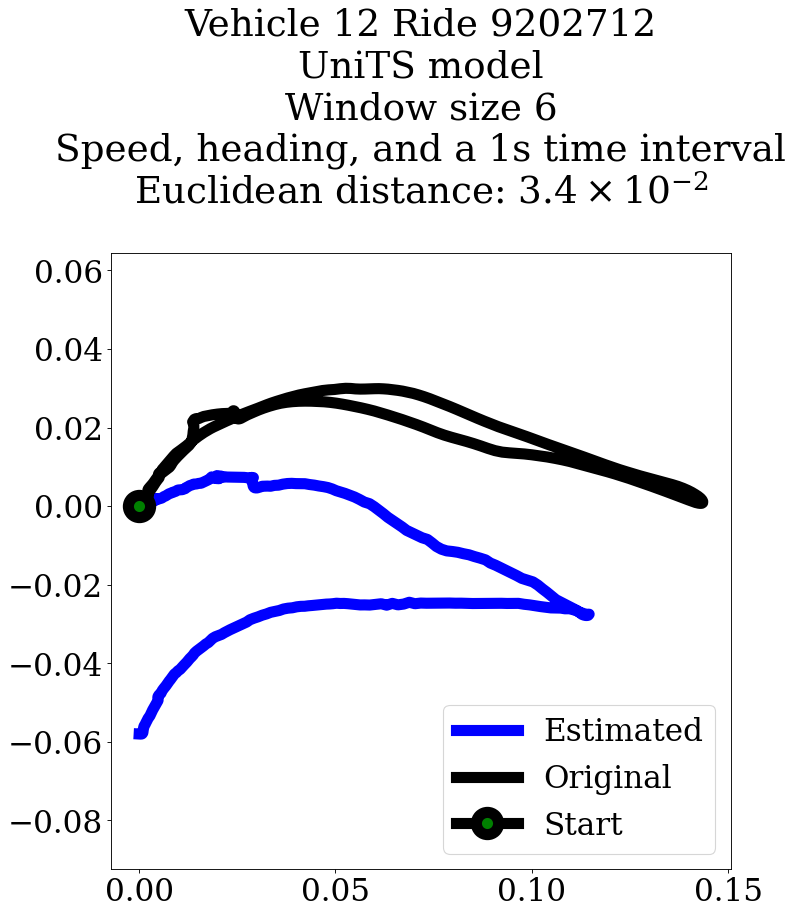 Vehicle 12 Ride 9202712
UniTS model
Window size 6
Speed, heading, and a 1s time interval
Euclidean distance: 3.4 × 10⁻²
0.06
0.04
0.02
0.00
−0.02
−0.04
−0.06
−0.08
Estimated
Original
Start
0.00 0.05 0.10 0.15